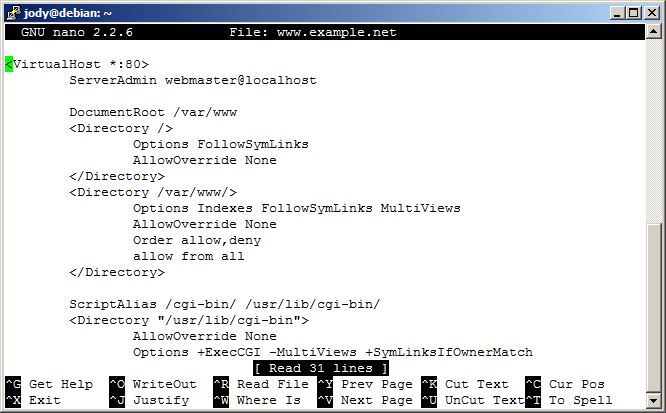 jody@debian: ~
GNU nano 2.2.6 File: www.example.net
<VirtualHost *:80>
ServerAdmin webmaster@localhost
DocumentRoot /var/www
<Directory />
Options FollowSymLinks
AllowOverride None
</Directory>
<Directory /var/www/>
Options Indexes FollowSymLinks MultiViews
AllowOverride None
Order allow,deny
allow from all
</Directory>
ScriptAlias /cgi-bin/ /usr/lib/cgi-bin/
<Directory "/usr/lib/cgi-bin">
AllowOverride None
Options +ExecCGI -MultiViews +SymLinksIfOwnerMatch
[ Read 31 lines ]
^G Get Help ^O WriteOut ^R Read File ^Y Prev Page ^K Cut Text ^C Cur Pos
^X Exit ^J Justify ^W Where Is ^V Next Page ^U UnCut Text ^T To Spell